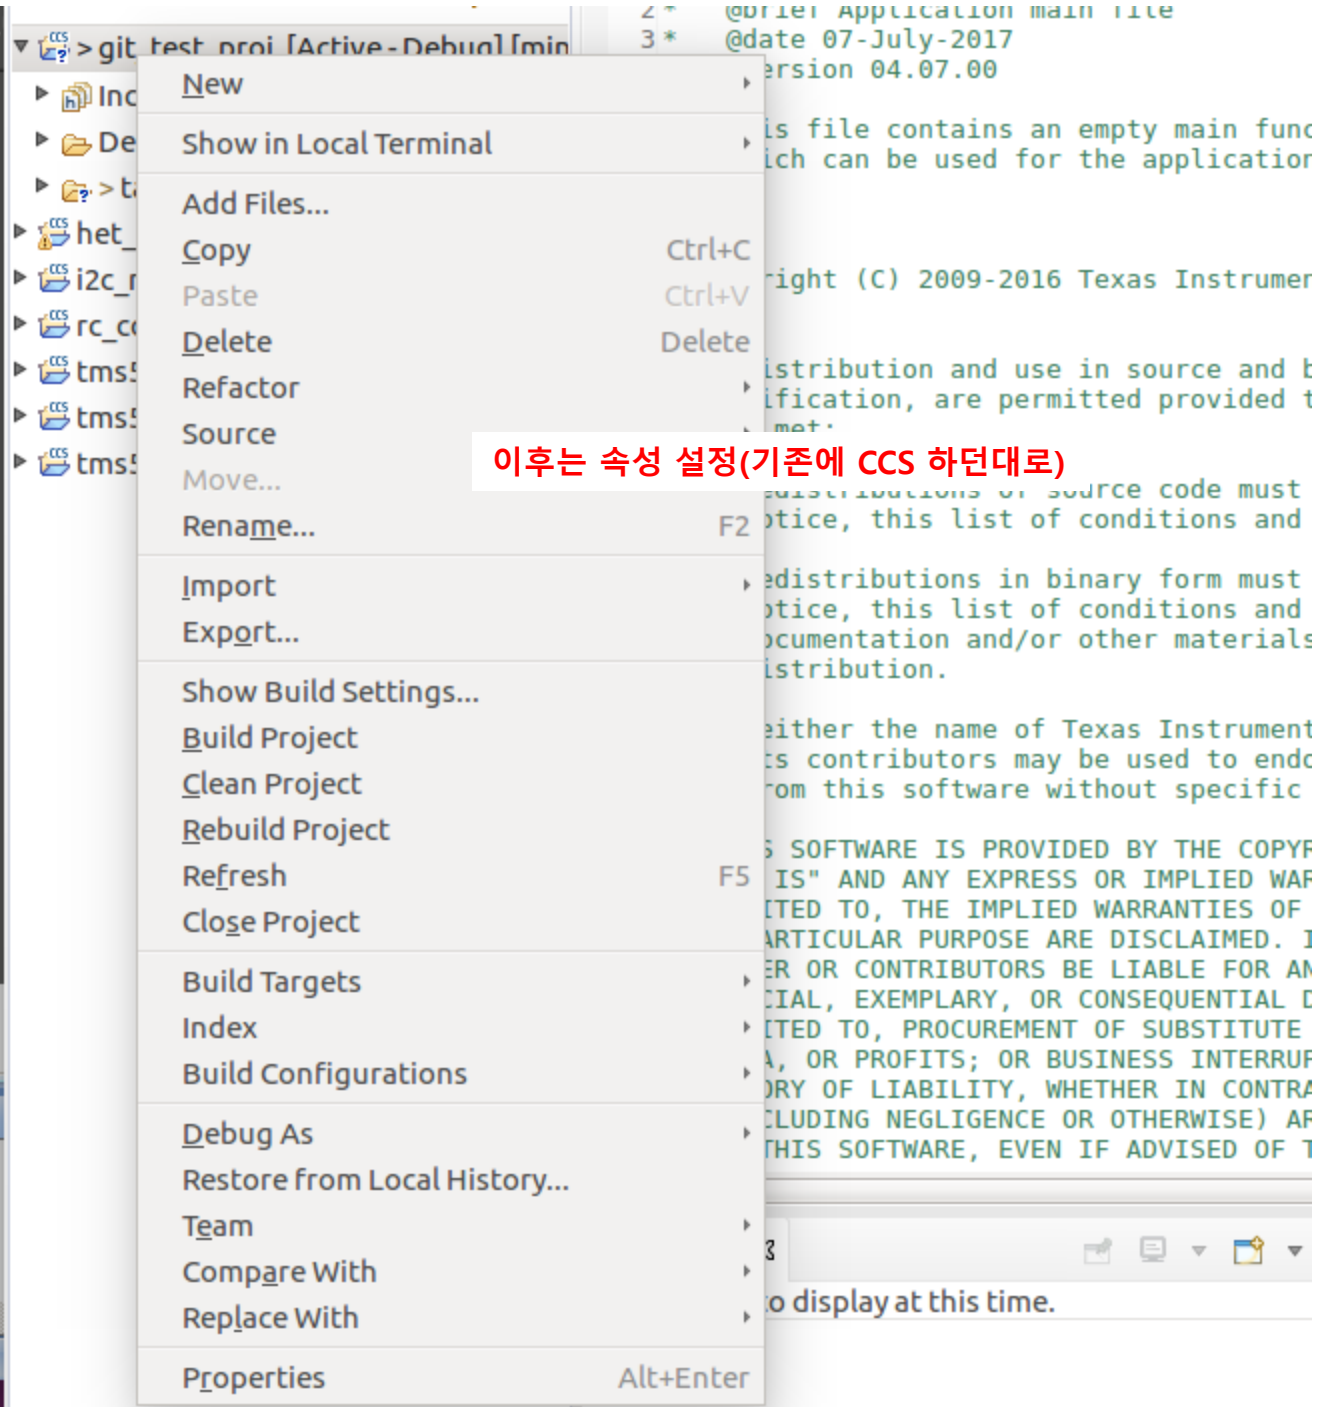 > git_test_proj [Active - Debug] [min
Inc
De
> ta
het_
i2c_r
rc_co
tms5
tms5
tms5
New
Show in Local Terminal
Add Files...
Copy Ctrl+C
Paste Ctrl+V
Delete Delete
Refactor
Source
Move...
Rename... F2
Import
Export...
Show Build Settings...
Build Project
Clean Project
Rebuild Project
Refresh F5
Close Project
Build Targets
Index
Build Configurations
Debug As
Restore from Local History...
Team
Compare With
Replace With
Properties Alt+Enter
이후는 속성 설정(기존에 CCS 하던대로)
2 * @brief Application main file
3 * @date 07-July-2017
ersion 04.07.00
is file contains an empty main func
ich can be used for the application
right (C) 2009-2016 Texas Instrumen
istribution and use in source and b
ification, are permitted provided t
met:
edistributions of source code must
otice, this list of conditions and
edistributions in binary form must
otice, this list of conditions and
ocumentation and/or other materials
istribution.
either the name of Texas Instrument
ts contributors may be used to endo
rom this software without specific
S SOFTWARE IS PROVIDED BY THE COPYR
IS" AND ANY EXPRESS OR IMPLIED WAR
ITED TO, THE IMPLIED WARRANTIES OF
ARTICULAR PURPOSE ARE DISCLAIMED. I
ER OR CONTRIBUTORS BE LIABLE FOR AN
CIAL, EXEMPLARY, OR CONSEQUENTIAL D
ITED TO, PROCUREMENT OF SUBSTITUTE
A, OR PROFITS; OR BUSINESS INTERRUP
ORY OF LIABILITY, WHETHER IN CONTRA
CLUDING NEGLIGENCE OR OTHERWISE) AR
THIS SOFTWARE, EVEN IF ADVISED OF T
to display at this time.